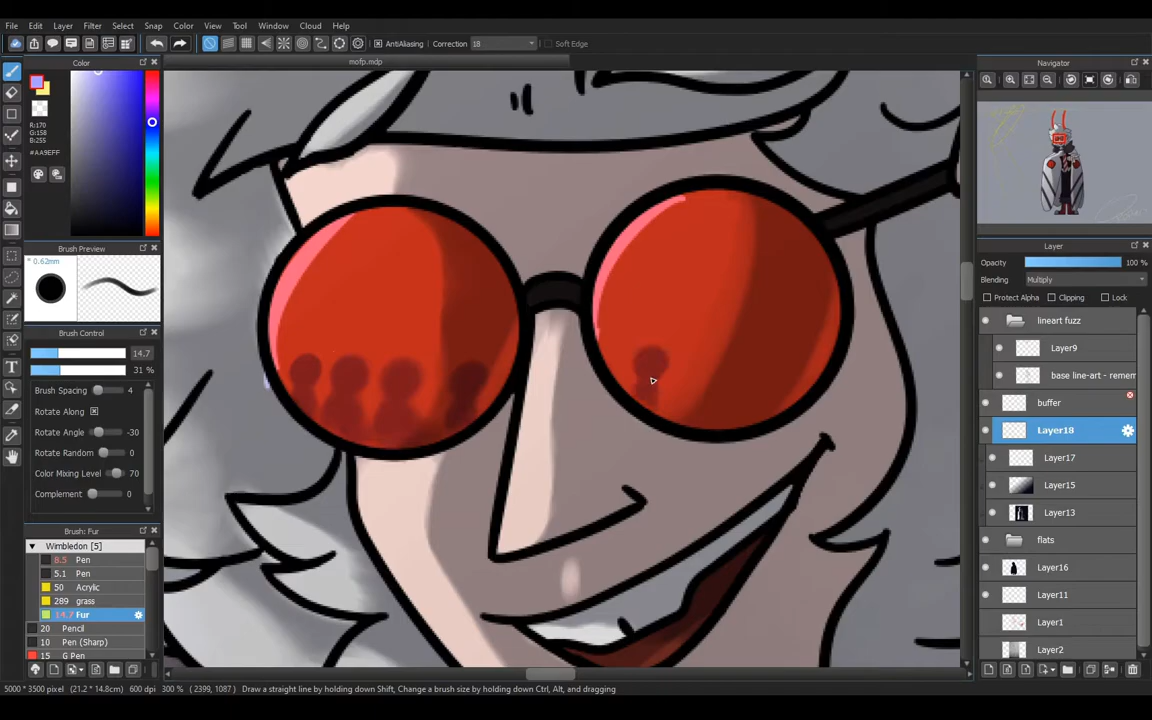 File Edit Layer Filter Select Snap Color View Tool Window Cloud Help
AntiAliasing Correction 18 Soft Edge
mofp.mdp
Color
R:170
G:158
B:255
#AA9EFF
Brush Preview
* 0.62mm
Brush Control
14.7
31 %
Brush Spacing 4
Rotate Along
Rotate Angle -30
Rotate Random 0
Color Mixing Level 70
Complement 0
Brush: Fur
Wimbledon [5]
8.5 Pen
5.1 Pen
50 Acrylic
289 grass
14.7 Fur
20 Pencil
10 Pen (Sharp)
15 G Pen
Navigator
Layer
Opacity 100 %
Blending Multiply
Protect Alpha Clipping Lock
lineart fuzz
Layer9
base line-art - remem
buffer
Layer18
Layer17
Layer15
Layer13
flats
Layer16
Layer11
Layer1
Layer2
5000 * 3500 pixel (21.2 * 14.8cm) 600 dpi 300 % ( 2399, 1087 ) Draw a straight line by holding down Shift, Change a brush size by holding down Ctrl, Alt, and dragging